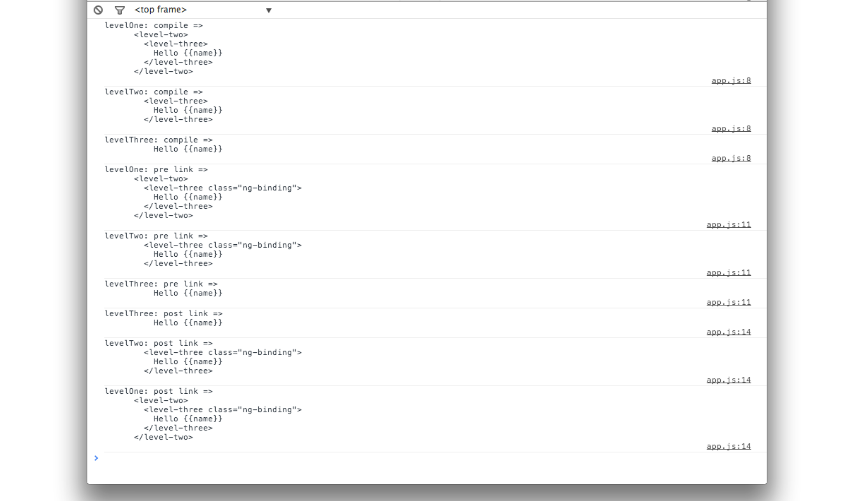 <top frame> ▼
levelOne: compile =>
<level-two>
<level-three>
Hello {{name}}
</level-three>
</level-two>
app.js:8
levelTwo: compile =>
<level-three>
Hello {{name}}
</level-three>
app.js:8
levelThree: compile =>
Hello {{name}}
app.js:8
levelOne: pre link =>
<level-two>
<level-three class="ng-binding">
Hello {{name}}
</level-three>
</level-two>
app.js:11
levelTwo: pre link =>
<level-three class="ng-binding">
Hello {{name}}
</level-three>
app.js:11
levelThree: pre link =>
Hello {{name}}
app.js:11
levelThree: post link =>
Hello {{name}}
app.js:14
levelTwo: post link =>
<level-three class="ng-binding">
Hello {{name}}
</level-three>
app.js:14
levelOne: post link =>
<level-two>
<level-three class="ng-binding">
Hello {{name}}
</level-three>
</level-two>
app.js:14
>